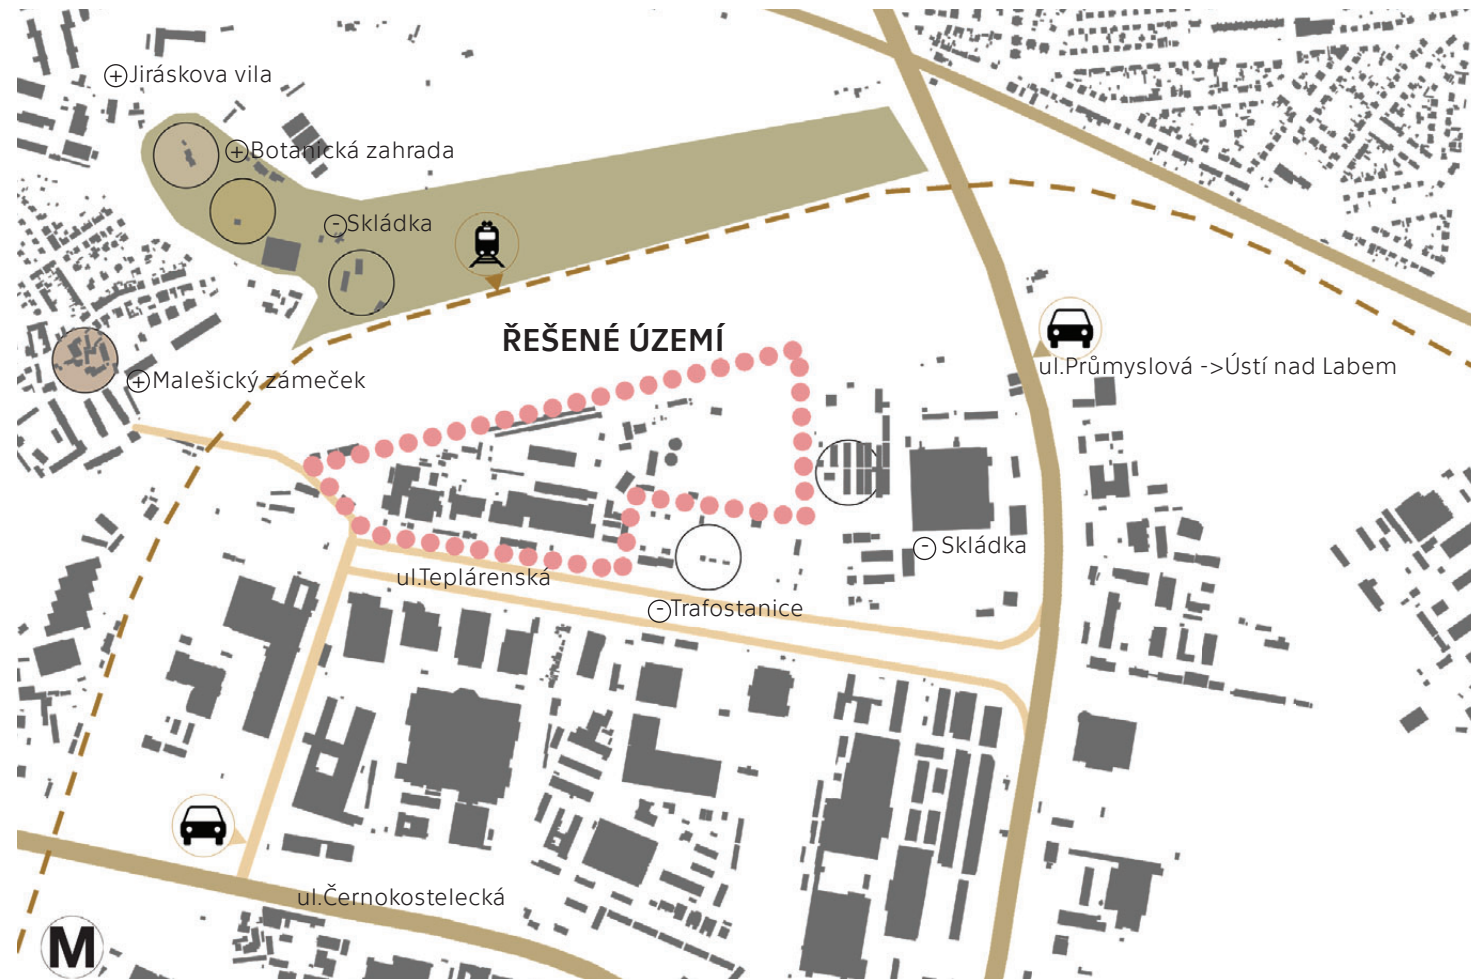 +Jiráskova vila
+Botanická zahrada
-Skládka
ŘEŠENÉ ÚZEMÍ
ul.Průmyslová ->Ústí nad Labem
+Malešický zámeček
-Skládka
ul.Teplárenská
-Trafostanice
ul.Černokostelecká
M